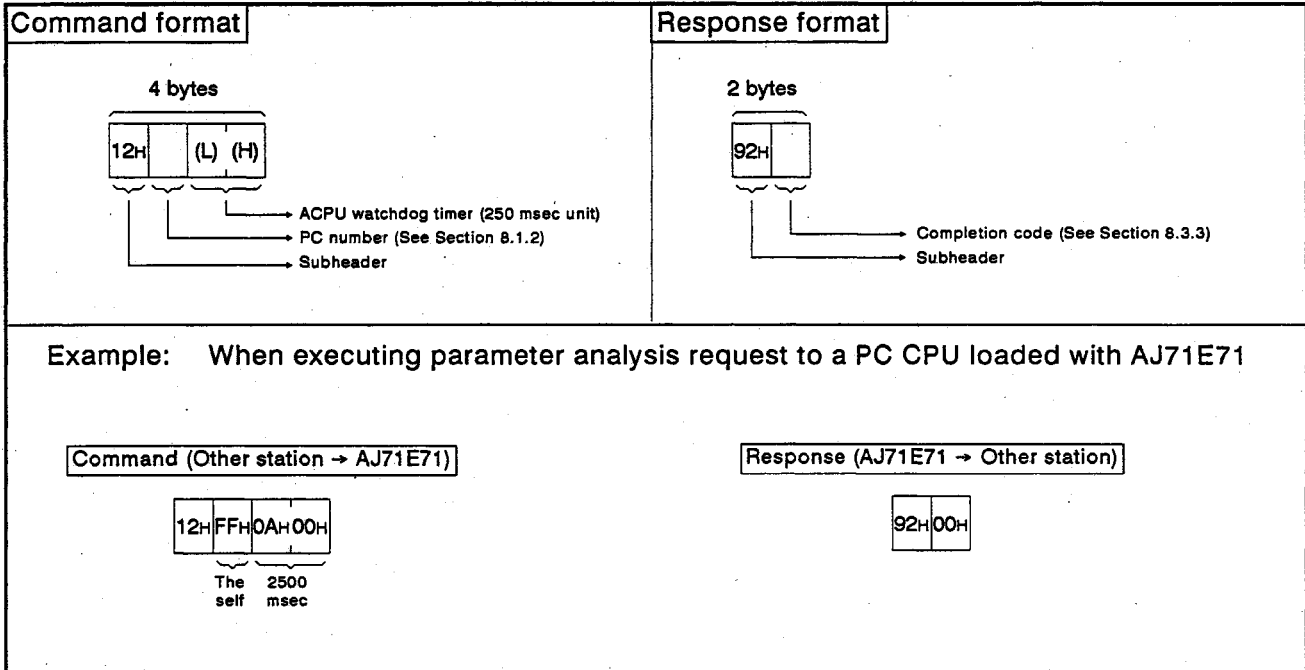 Command format
4 bytes
12H (L) (H)
ACPU watchdog timer (250 msec unit)
PC number (See Section 8.1.2)
Subheader
Response format
2 bytes
92H
Completion code (See Section 8.3.3)
Subheader
Example: When executing parameter analysis request to a PC CPU loaded with AJ71E71
Command (Other station → AJ71E71)
12H FFH 0AH 00H
The self
2500 msec
Response (AJ71E71 → Other station)
92H 00H